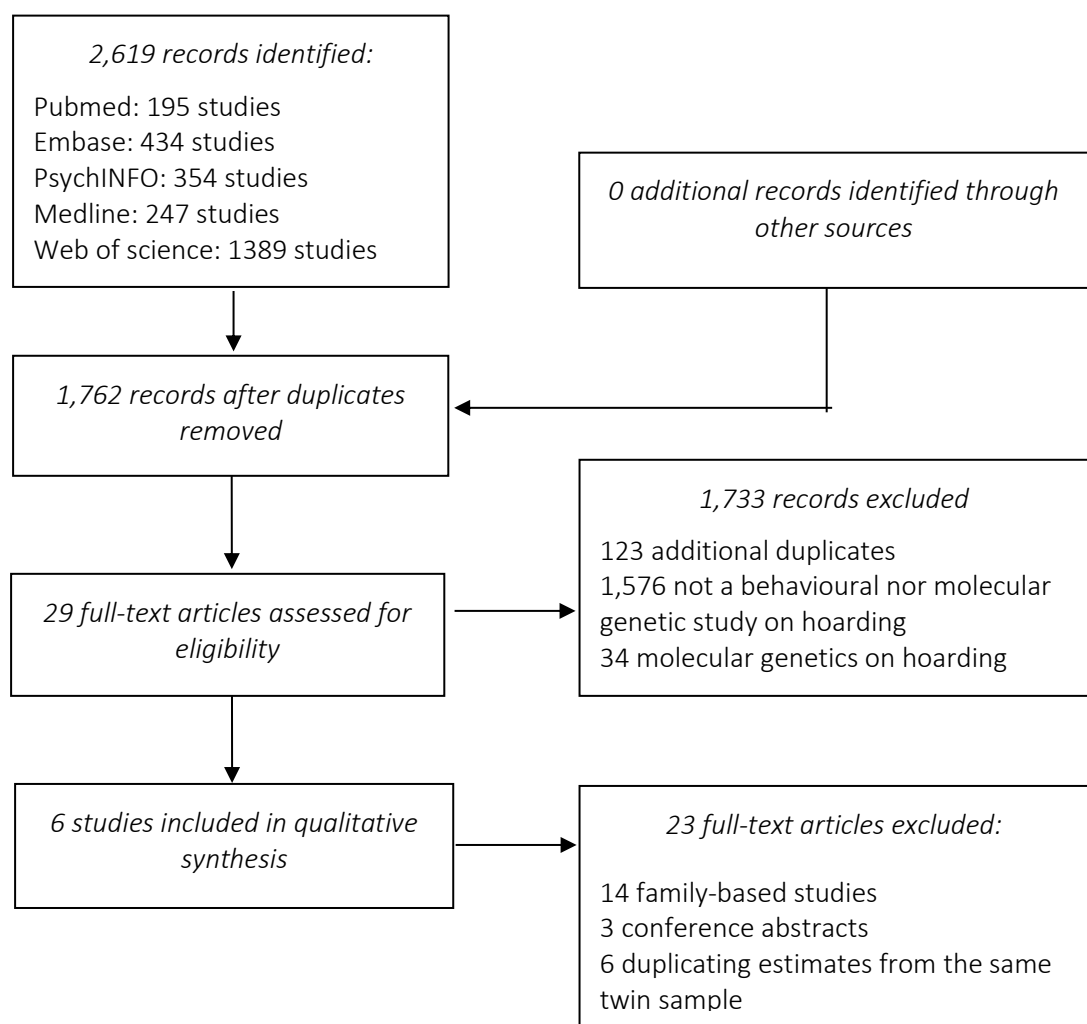 2,619 records identified:
Pubmed: 195 studies
Embase: 434 studies
PsychINFO: 354 studies
Medline: 247 studies
Web of science: 1389 studies
0 additional records identified through
other sources
1,762 records after duplicates
removed
1,733 records excluded
123 additional duplicates
1,576 not a behavioural nor molecular
genetic study on hoarding
34 molecular genetics on hoarding
29 full-text articles assessed for
eligibility
6 studies included in qualitative
synthesis
23 full-text articles excluded:
14 family-based studies
3 conference abstracts
6 duplicating estimates from the same
twin sample